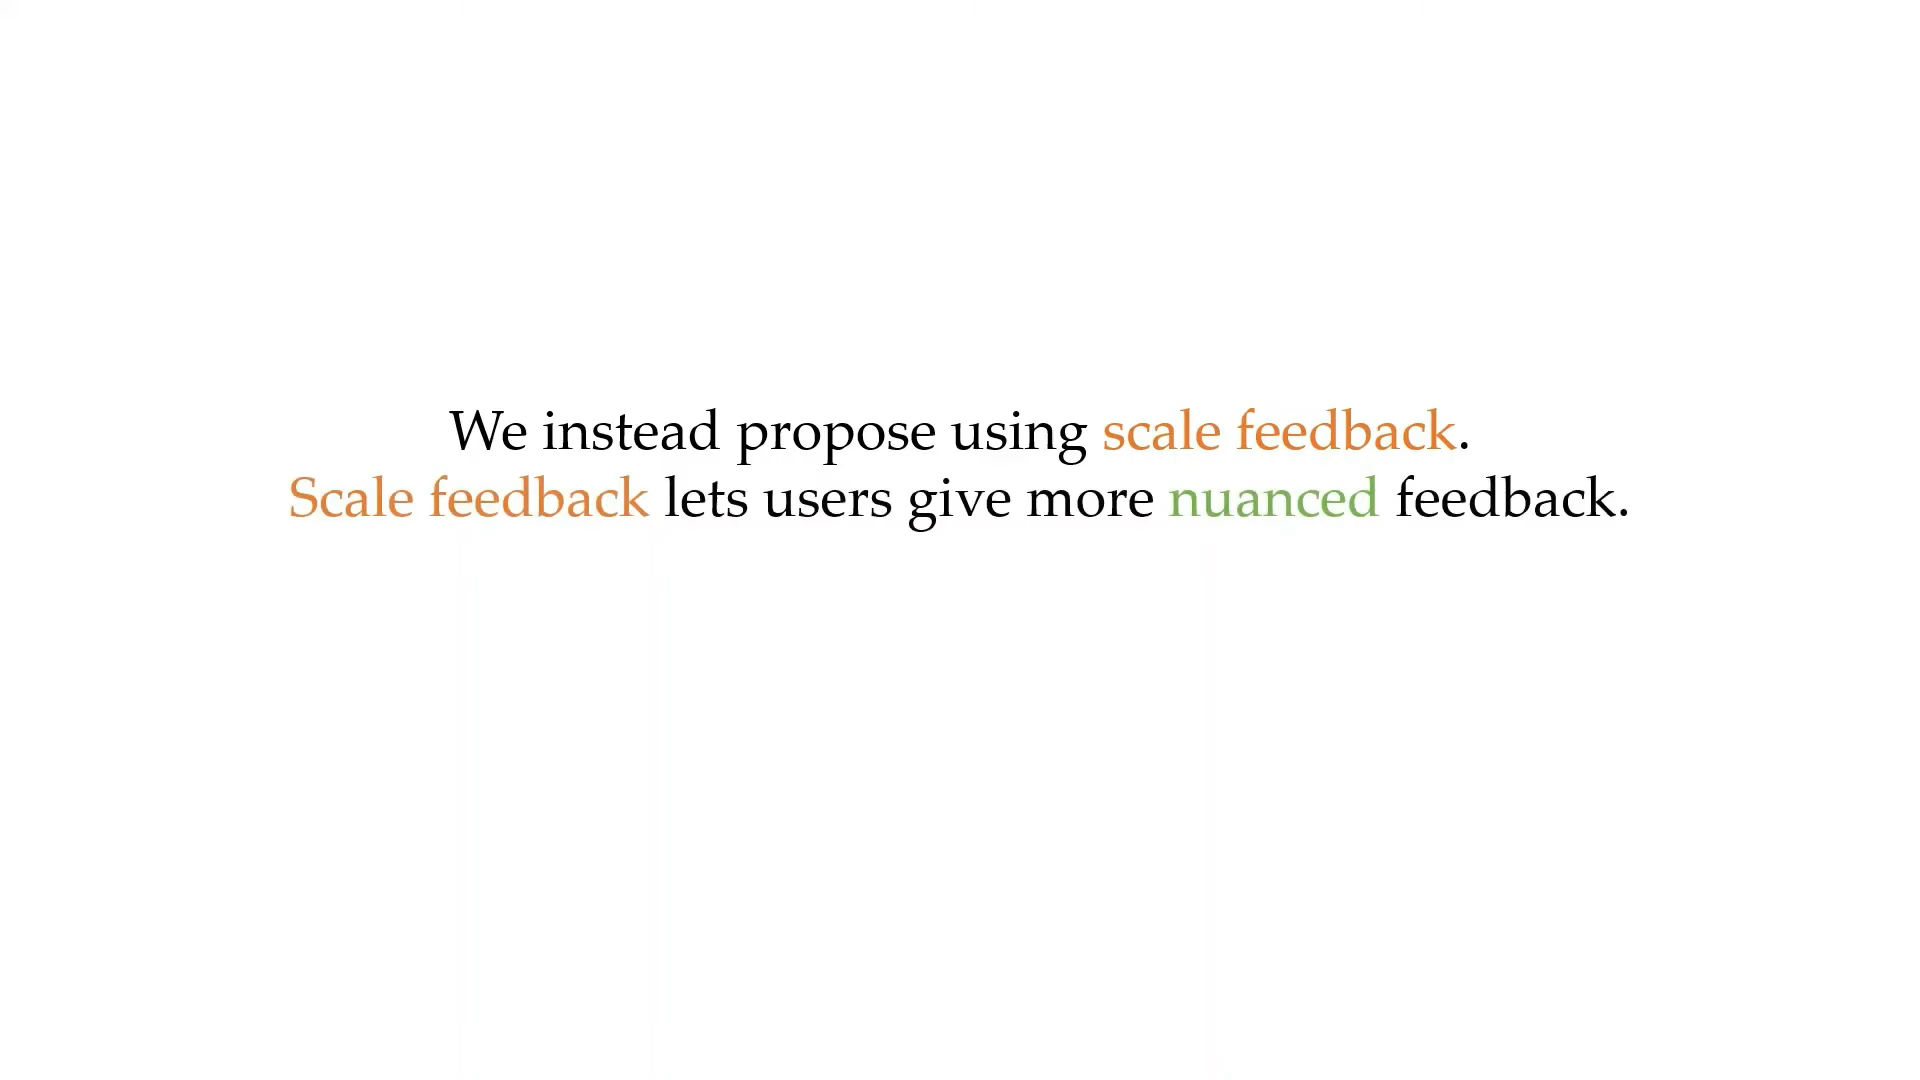 We instead propose using scale feedback.
Scale feedback lets users give more nuanced feedback.